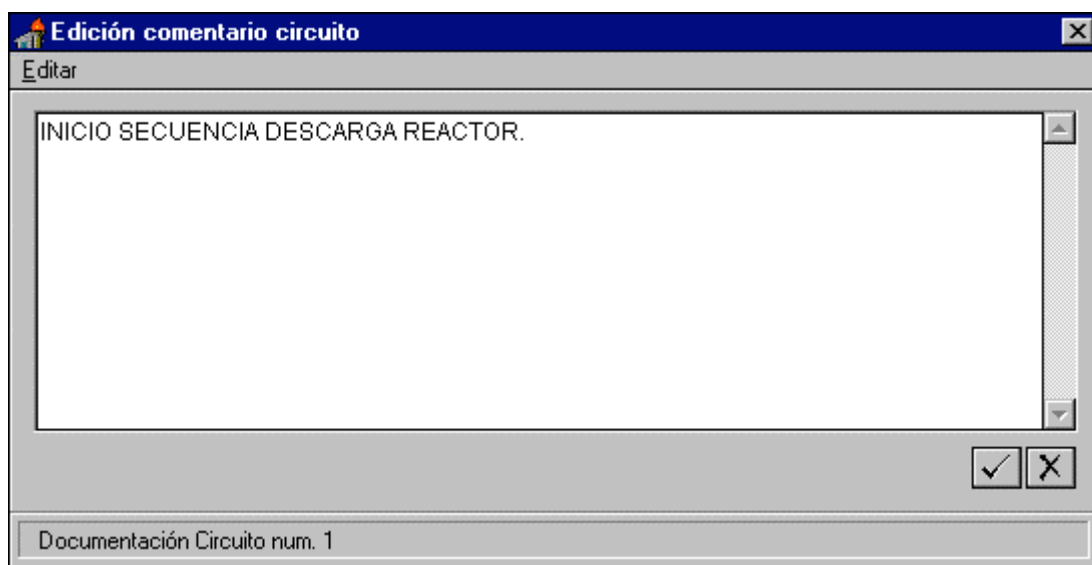 Edición comentario circuito
Editar
INICIO SECUENCIA DESCARGA REACTOR.
Documentación Circuito num. 1